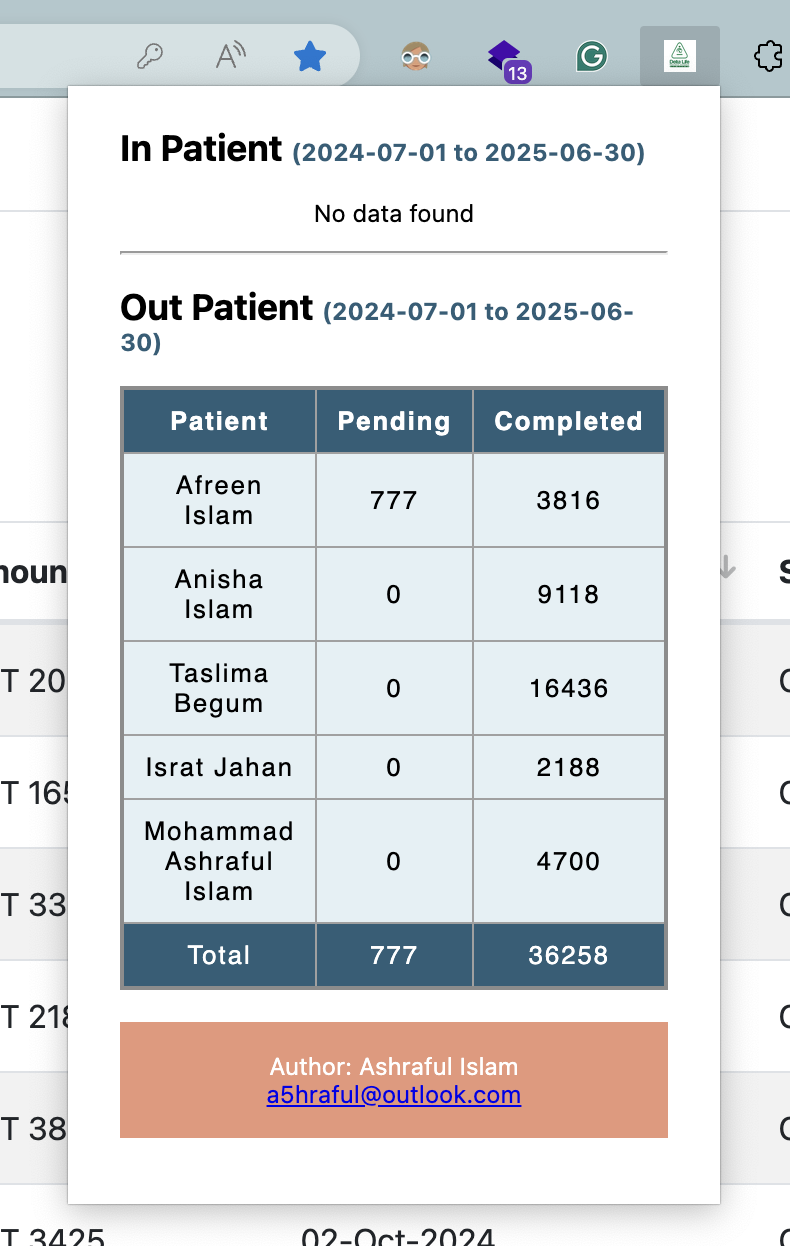 13
In Patient (2024-07-01 to 2025-06-30)
No data found
Out Patient (2024-07-01 to 2025-06-
30)
Patient Pending Completed
Afreen
Islam 777 3816
Anisha
Islam 0 9118
Taslima
Begum 0 16436
Israt Jahan 0 2188
Mohammad
Ashraful
Islam 0 4700
Total 777 36258
Author: Ashraful Islam
a5hraful@outlook.com
T 20
T 33
T 38
T 3425 02-Oct-2024